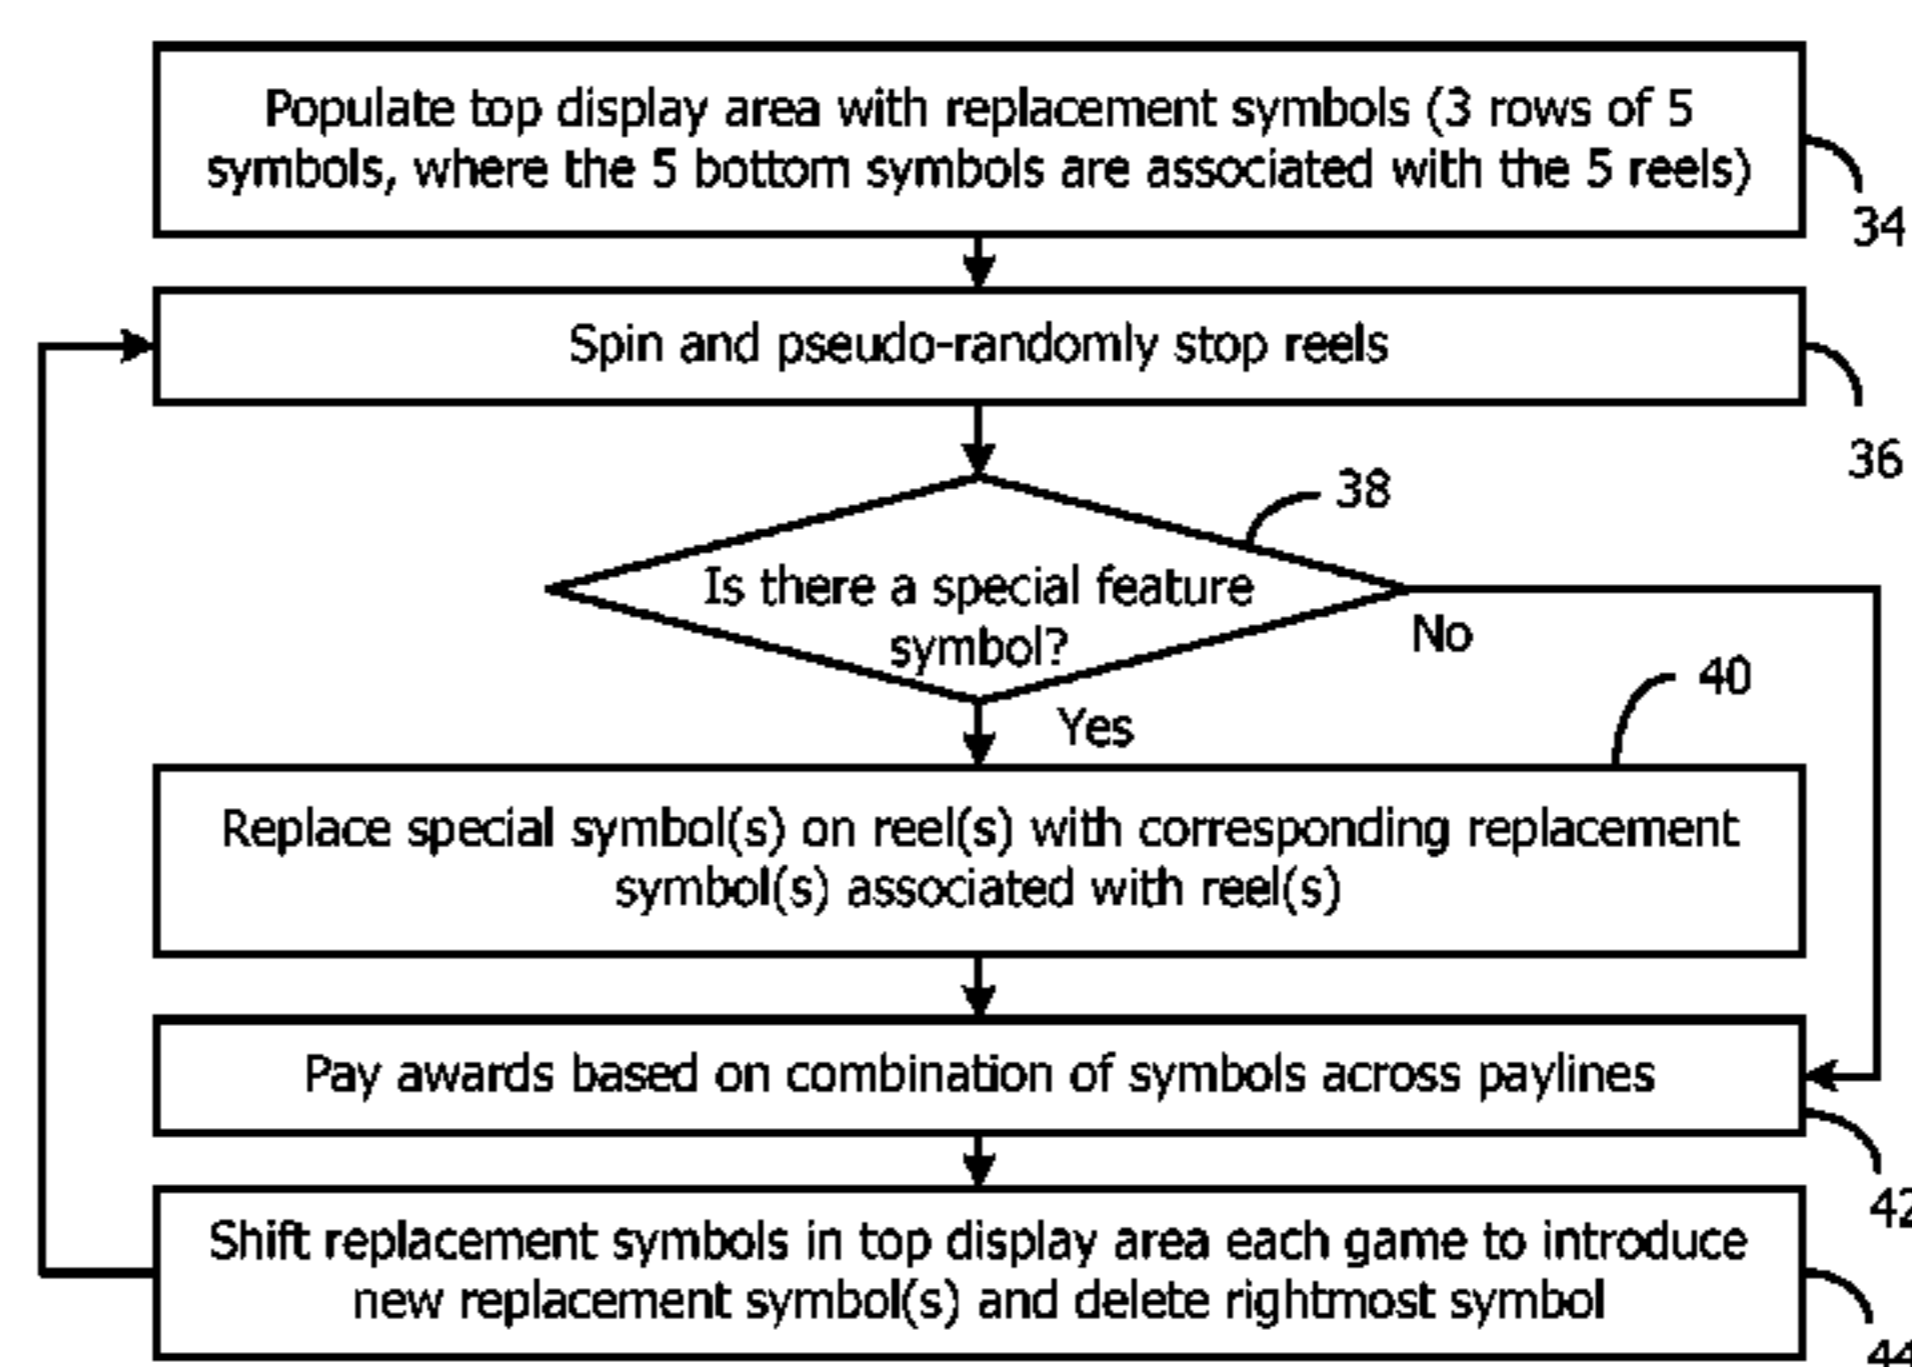 Populate top display area with replacement symbols (3 rows of 5
symbols, where the 5 bottom symbols are associated with the 5 reels)
34
Spin and pseudo-randomly stop reels
36
38
Is there a special feature
symbol?
No
40
Yes
Replace special symbol(s) on reel(s) with corresponding replacement
symbol(s) associated with reel(s)
Pay awards based on combination of symbols across paylines
42
Shift replacement symbols in top display area each game to introduce
new replacement symbol(s) and delete rightmost symbol
44